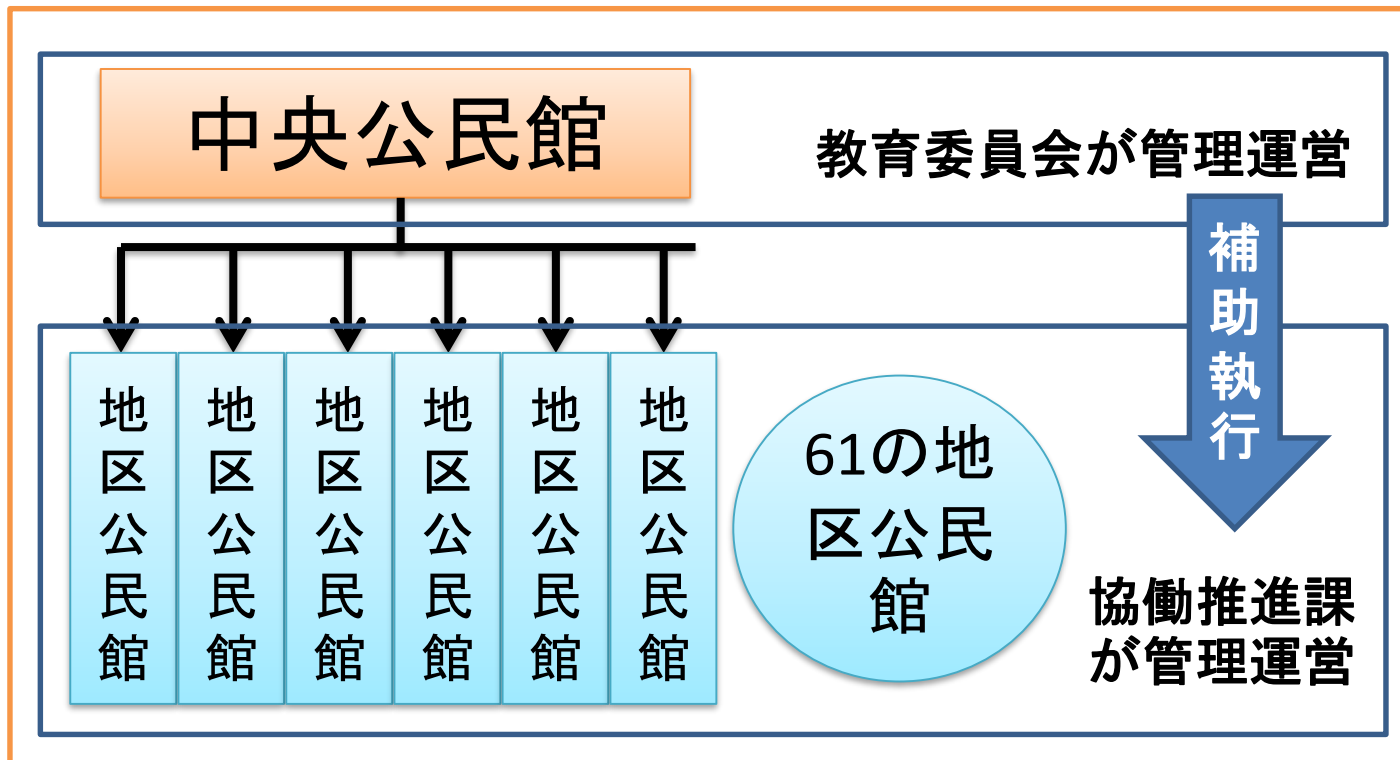 中央公民館
教育委員会が管理運営
補助執行
地区公民館
地区公民館
地区公民館
地区公民館
地区公民館
地区公民館
61の地
区公民
館
協働推進課
が管理運営